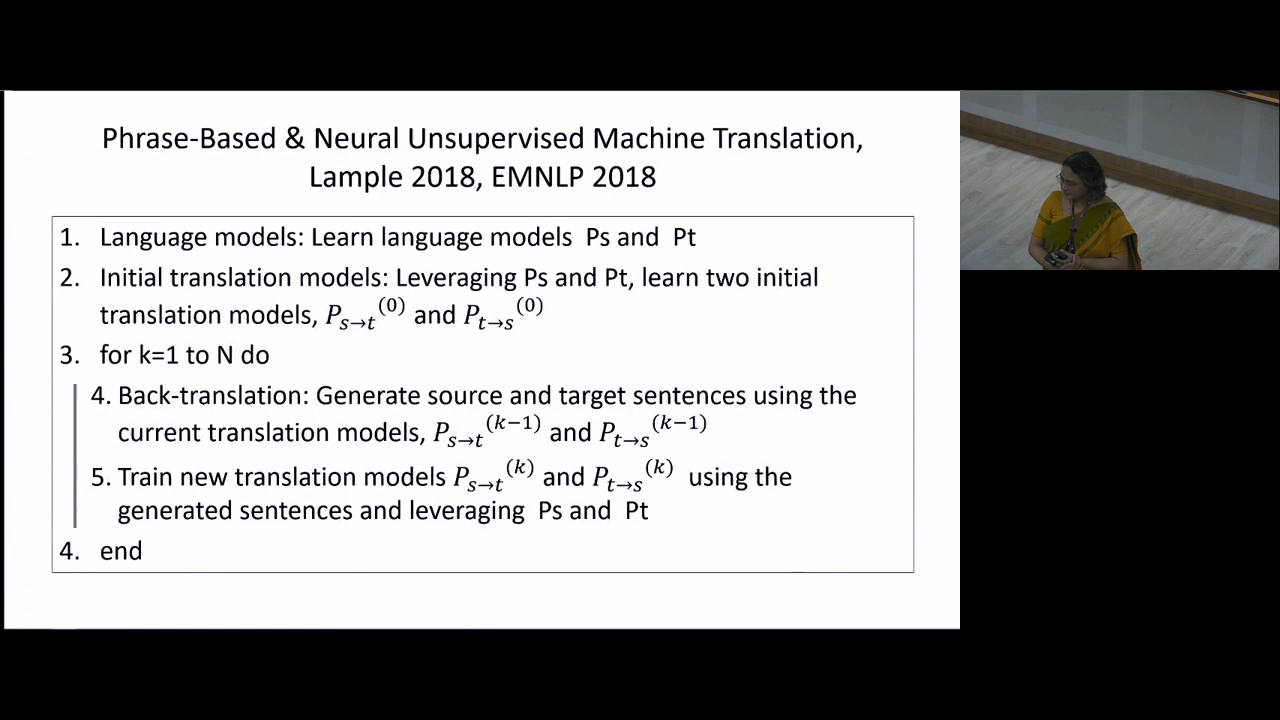 Phrase-Based & Neural Unsupervised Machine Translation,
Lample 2018, EMNLP 2018
1. Language models: Learn language models Ps and Pt
2. Initial translation models: Leveraging Ps and Pt, learn two initial
translation models, P_{s→t}^{(0)} and P_{t→s}^{(0)}
3. for k=1 to N do
4. Back-translation: Generate source and target sentences using the
current translation models, P_{s→t}^{(k−1)} and P_{t→s}^{(k−1)}
5. Train new translation models P_{s→t}^{(k)} and P_{t→s}^{(k)} using the
generated sentences and leveraging Ps and Pt
4. end